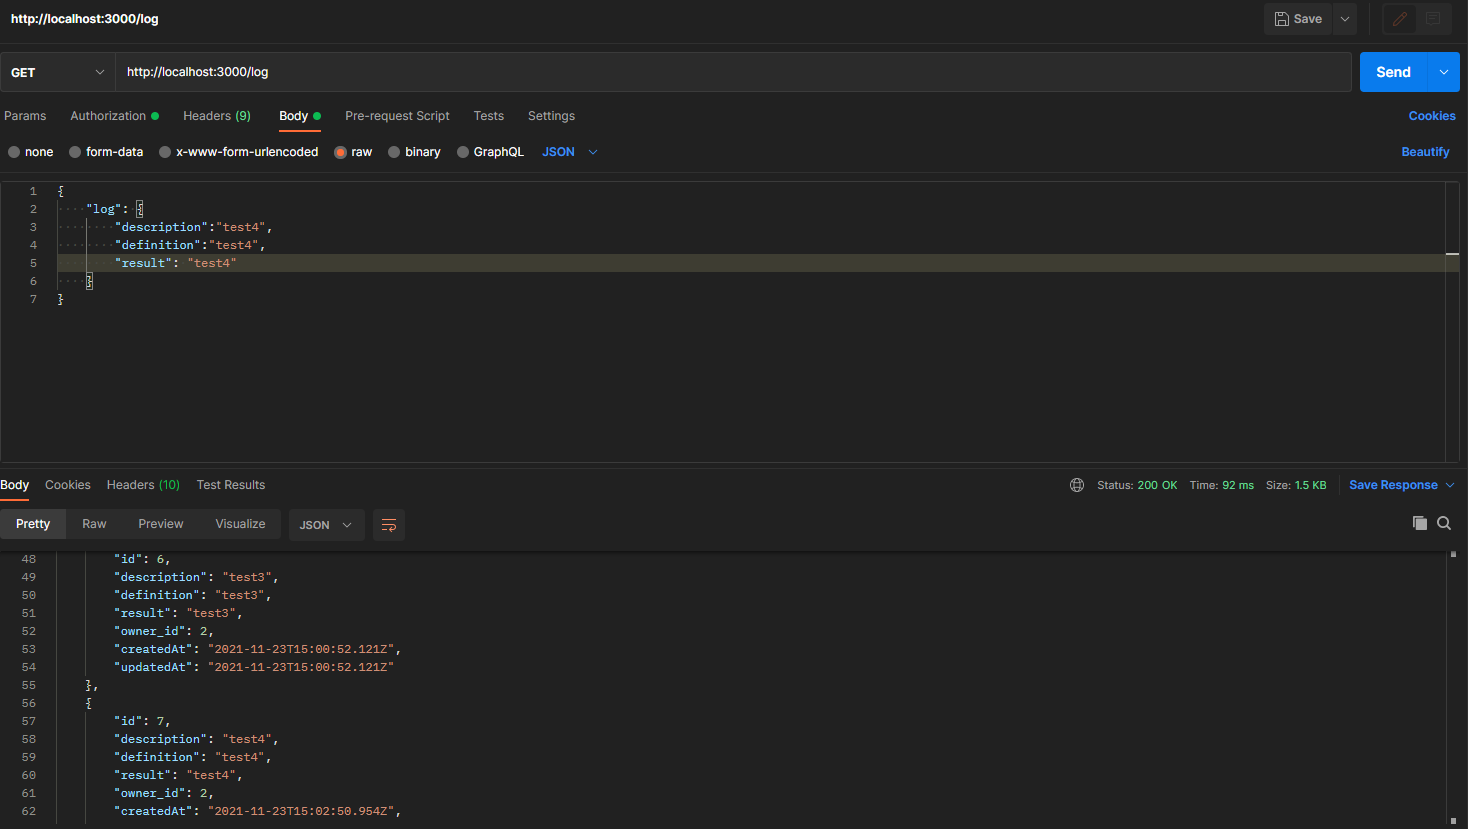 http://localhost:3000/log
Save
GET
http://localhost:3000/log
Send
Params Authorization Headers (9) Body Pre-request Script Tests Settings Cookies
none form-data x-www-form-urlencoded raw binary GraphQL JSON Beautify
1 {
2 "log": {
3 "description":"test4",
4 "definition":"test4",
5 "result": "test4"
6 }
7 }
Body Cookies Headers (10) Test Results Status: 200 OK Time: 92 ms Size: 1.5 KB Save Response
Pretty Raw Preview Visualize JSON
48 "id": 6,
49 "description": "test3",
50 "definition": "test3",
51 "result": "test3",
52 "owner_id": 2,
53 "createdAt": "2021-11-23T15:00:52.121Z",
54 "updatedAt": "2021-11-23T15:00:52.121Z"
55 },
56 {
57 "id": 7,
58 "description": "test4",
59 "definition": "test4",
60 "result": "test4",
61 "owner_id": 2,
62 "createdAt": "2021-11-23T15:02:50.954Z",